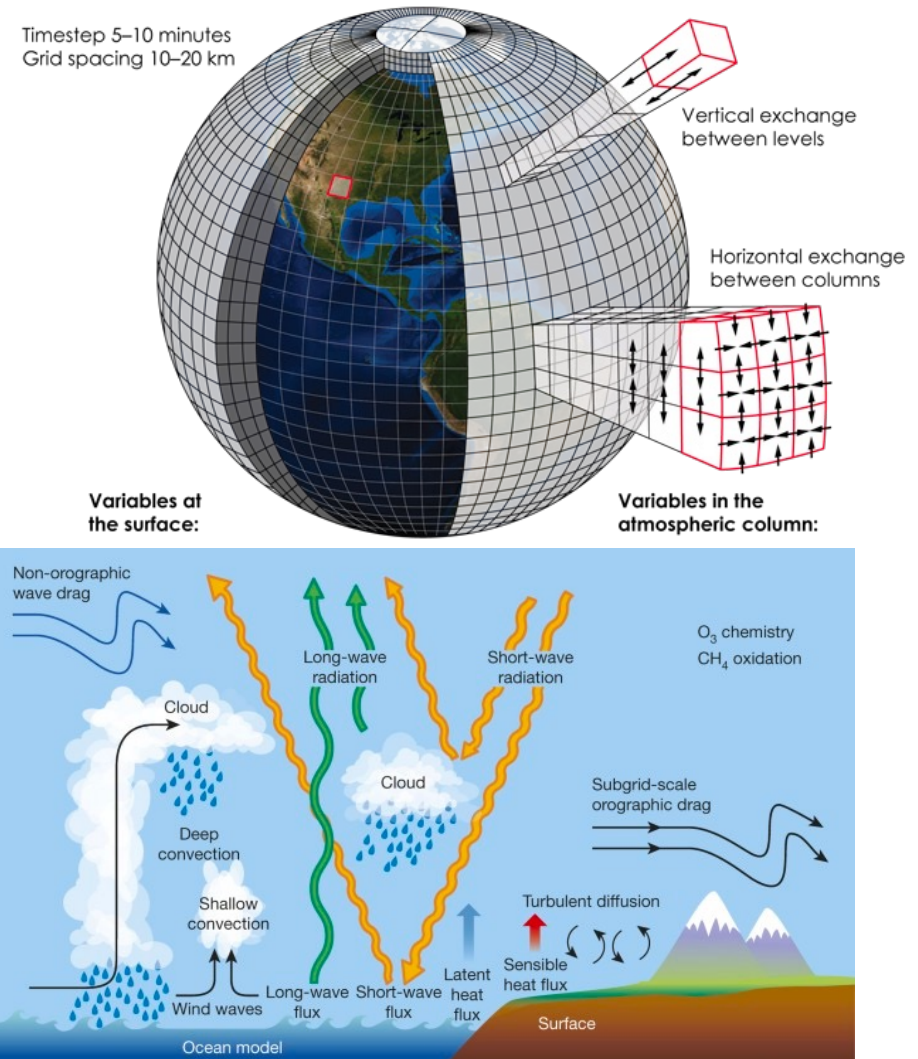 Timestep 5–10 minutes
Grid spacing 10–20 km
Vertical exchange
between levels
Horizontal exchange
between columns
Variables at
the surface:
Variables in the
atmospheric column:
Non-orographic
wave drag
Long-wave
radiation
Short-wave
radiation
O₃ chemistry
CH₄ oxidation
Cloud
Cloud
Subgrid-scale
orographic drag
Deep
convection
Shallow
convection
Turbulent diffusion
Wind waves
Long-wave
flux
Short-wave
flux
Latent
heat
flux
Sensible
heat flux
Surface
Ocean model